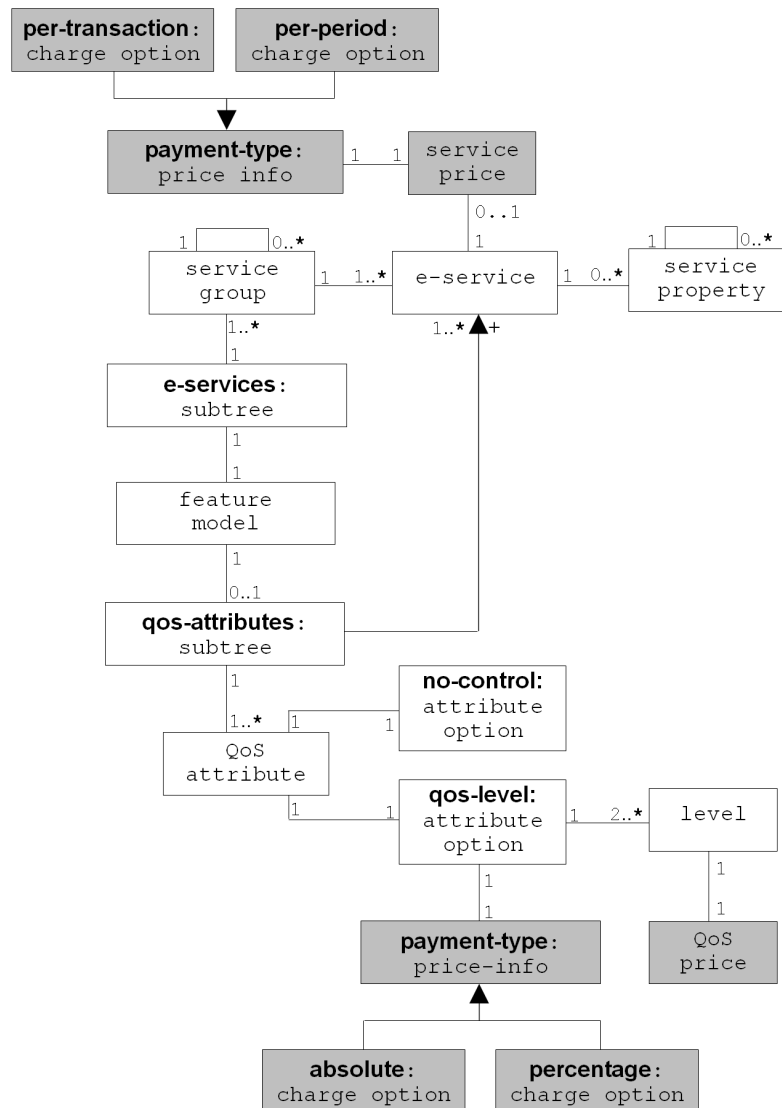 per-transaction:
charge option
per-period:
charge option
payment-type:
price info
1
1
service
price
0..1
1
1
0..*
service
group
1
1..*
e-service
1
0..*
1
0..*
service
property
1..*
1
1..*
+
e-services:
subtree
1
1
feature
model
1
0..1
qos-attributes:
subtree
1
1..*
QoS
attribute
1
1
no-control:
attribute
option
1
1
qos-level:
attribute
option
1
2..*
level
1
1
1
1
payment-type:
price-info
QoS
price
absolute:
charge option
percentage:
charge option